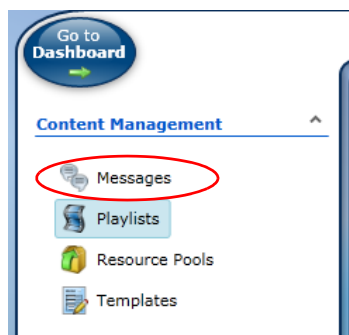 Go to
Dashboard
Content Management
Messages
Playlists
Resource Pools
Templates